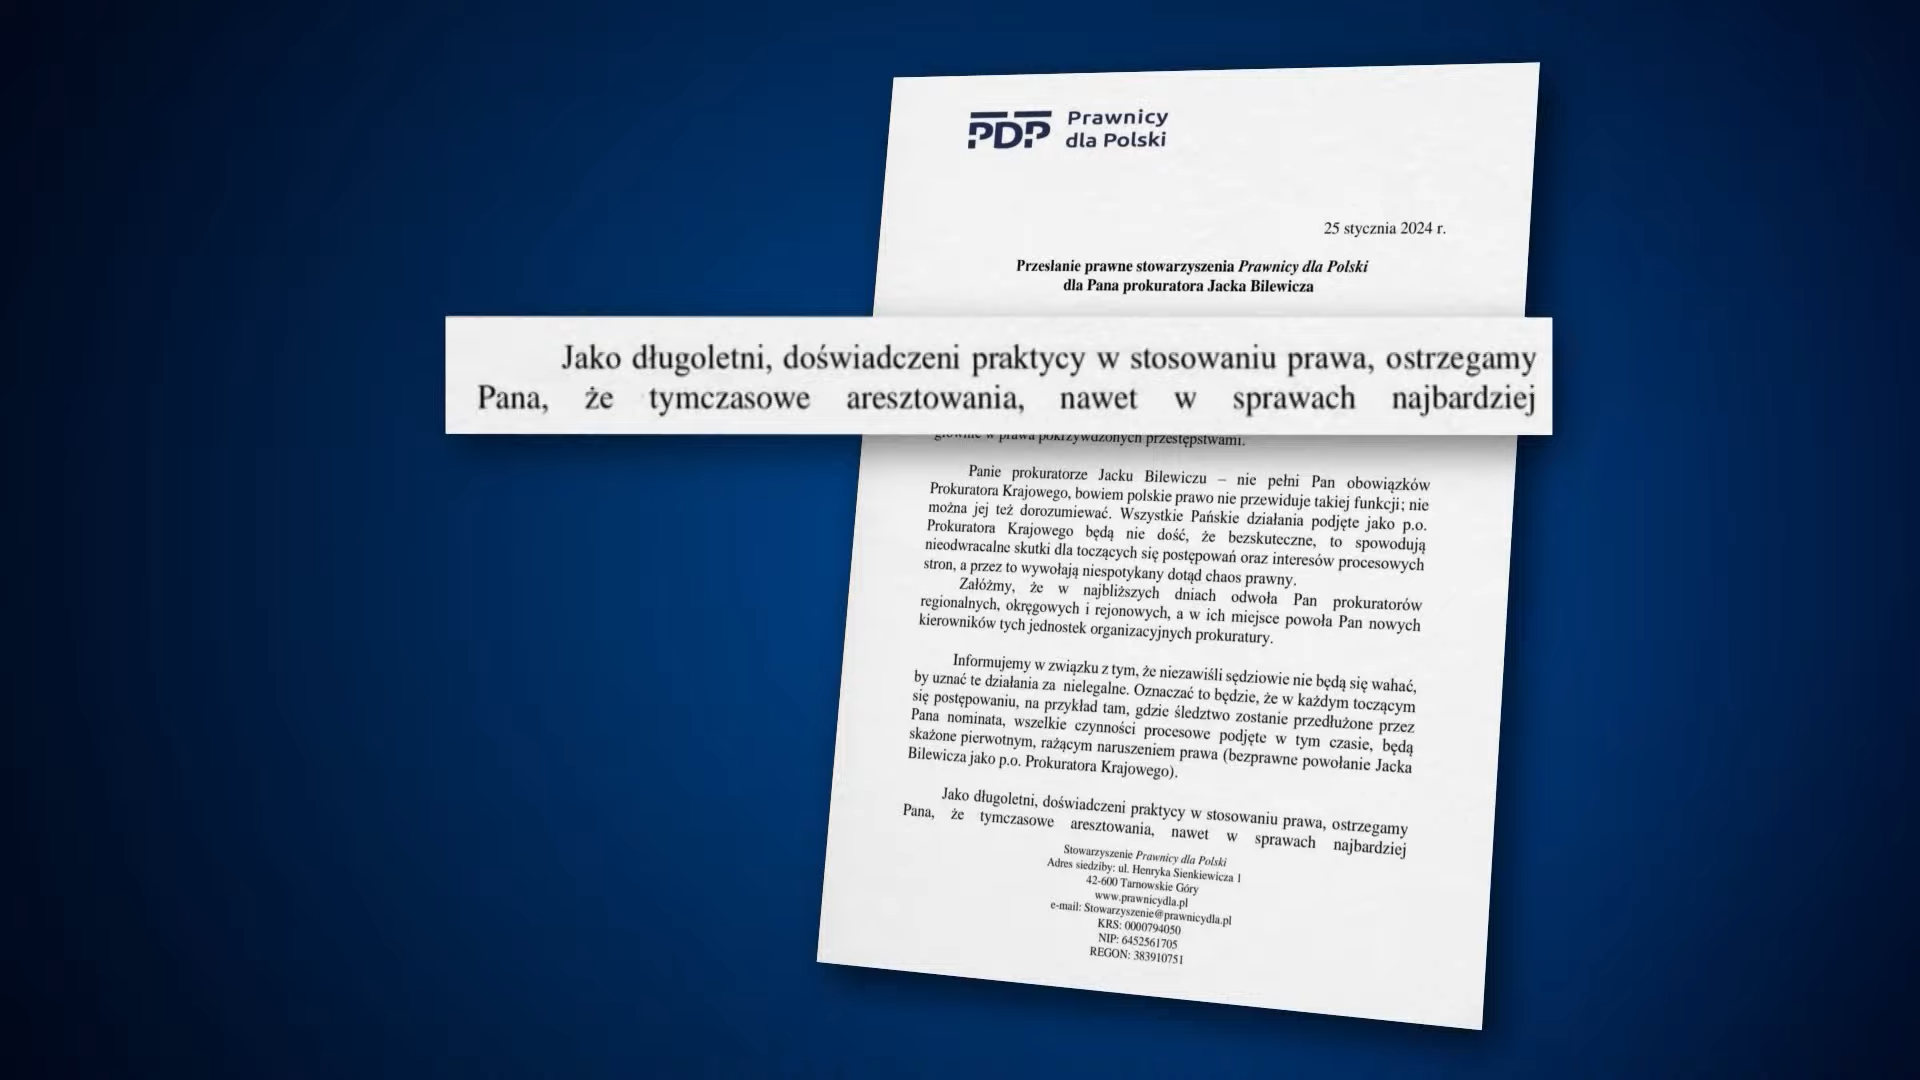 PDP Prawnicy
dla Polski
25 stycznia 2024 r.
Przesłanie prawne stowarzyszenia Prawnicy dla Polski
dla Pana prokuratora Jacka Bilewicza
Jako długoletni, doświadczeni praktycy w stosowaniu prawa, ostrzegamy
Pana, że tymczasowe aresztowania, nawet w sprawach najbardziej
głównie w prawa pokrzywdzonych przestępstwami.
Panie prokuratorze Jacku Bilewiczu – nie pełni Pan obowiązków
Prokuratora Krajowego, bowiem polskie prawo nie przewiduje takiej funkcji; nie
można jej też dorozumiewać. Wszystkie Pańskie działania podjęte jako p.o.
Prokuratora Krajowego będą nie dość, że bezskuteczne, to spowodują
nieodwracalne skutki dla toczących się postępowań oraz interesów procesowych
stron, a przez to wywołają niespotykany dotąd chaos prawny.
Załóżmy, że w najbliższych dniach odwoła Pan prokuratorów
regionalnych, okręgowych i rejonowych, a w ich miejsce powoła Pan nowych
kierowników tych jednostek organizacyjnych prokuratury.
Informujemy w związku z tym, że niezawiśli sędziowie nie będą się wahać,
by uznać te działania za nielegalne. Oznaczać to będzie, że w każdym toczącym
się postępowaniu, na przykład tam, gdzie śledztwo zostanie przedłużone przez
Pana nominata, wszelkie czynności procesowe podjęte w tym czasie, będą
skażone pierwotnym, rażącym naruszeniem prawa (bezprawne powołanie Jacka
Bilewicza jako p.o. Prokuratora Krajowego).
Jako długoletni, doświadczeni praktycy w stosowaniu prawa, ostrzegamy
Pana, że tymczasowe aresztowania, nawet w sprawach najbardziej
Stowarzyszenie Prawnicy dla Polski
Adres siedziby: ul. Henryka Sienkiewicza 1
42-600 Tarnowskie Góry
www.prawnicydla.pl
e-mail: Stowarzyszenie@prawnicydla.pl
KRS: 0000794050
NIP: 6452561705
REGON: 383910751